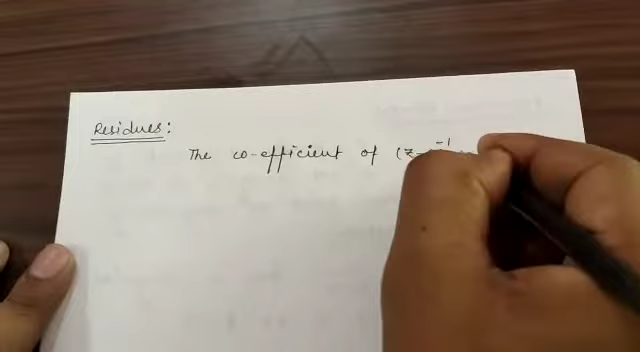 Residues:
The co-efficient of (z